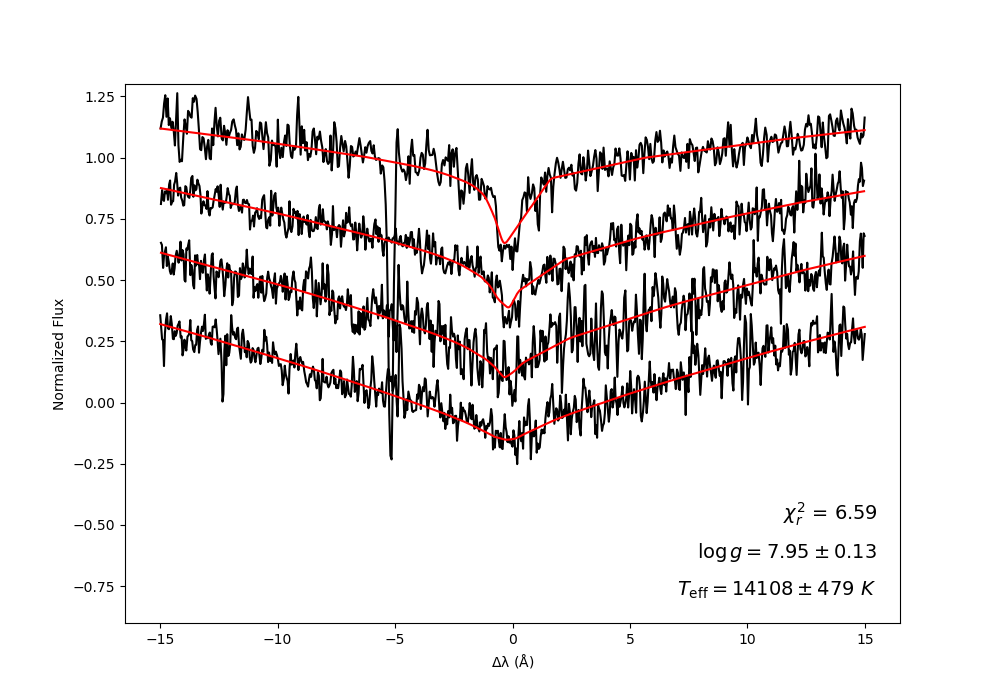 1.25
1.00
0.75
0.50
0.25
0.00
−0.25
−0.50
−0.75
Normalized Flux
χ²ᵣ = 6.59
log g = 7.95 ± 0.13
T_eff = 14108 ± 479 K
−15 −10 −5 0 5 10 15
Δλ (Å)